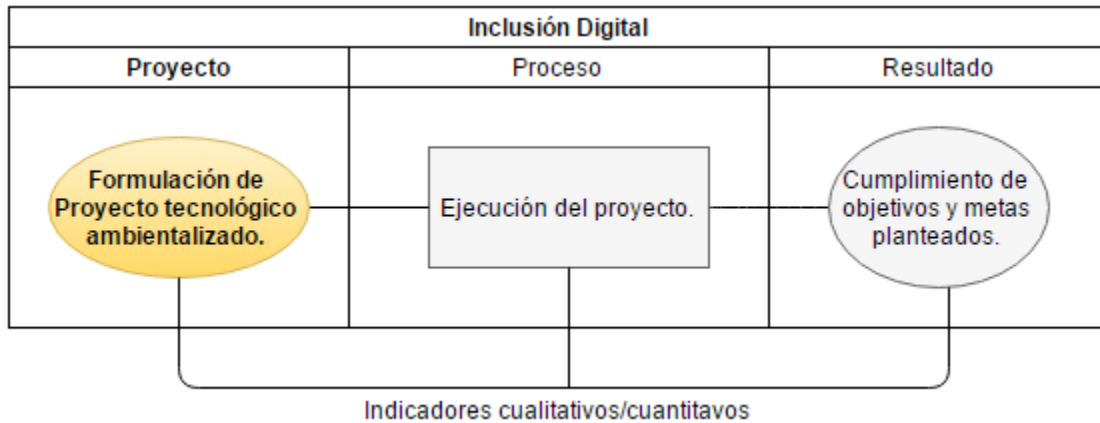 Inclusión Digital
Proyecto
Proceso
Resultado
Formulación de
Proyecto tecnológico
ambientalizado.
Ejecución del proyecto.
Cumplimiento de
objetivos y metas
planteados.
Indicadores cualitativos/cuantitavos